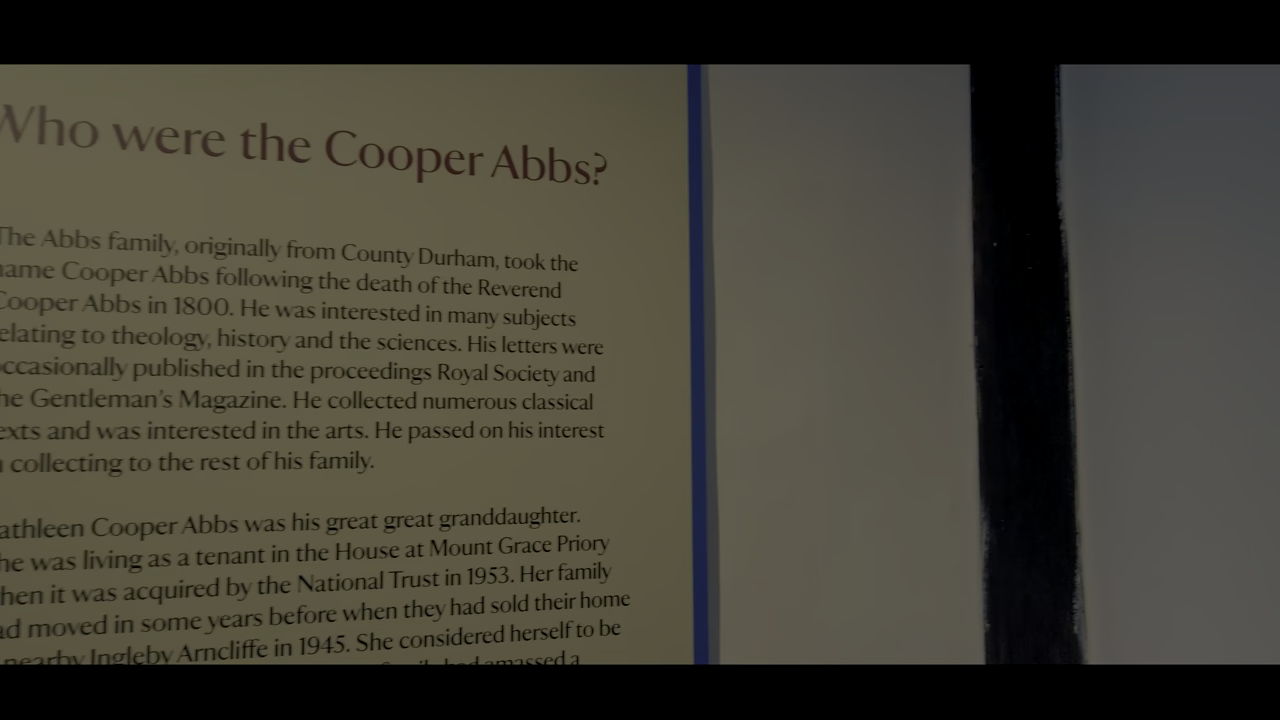 Who were the Cooper Abbs?
The Abbs family, originally from County Durham, took the
name Cooper Abbs following the death of the Reverend
Cooper Abbs in 1800. He was interested in many subjects
elating to theology, history and the sciences. His letters were
ccasionally published in the proceedings Royal Society and
he Gentleman's Magazine. He collected numerous classical
exts and was interested in the arts. He passed on his interest
collecting to the rest of his family.
athleen Cooper Abbs was his great great granddaughter.
he was living as a tenant in the House at Mount Grace Priory
hen it was acquired by the National Trust in 1953. Her family
ad moved in some years before when they had sold their home
nearby Ingleby Arncliffe in 1945. She considered herself to be
had amassed a